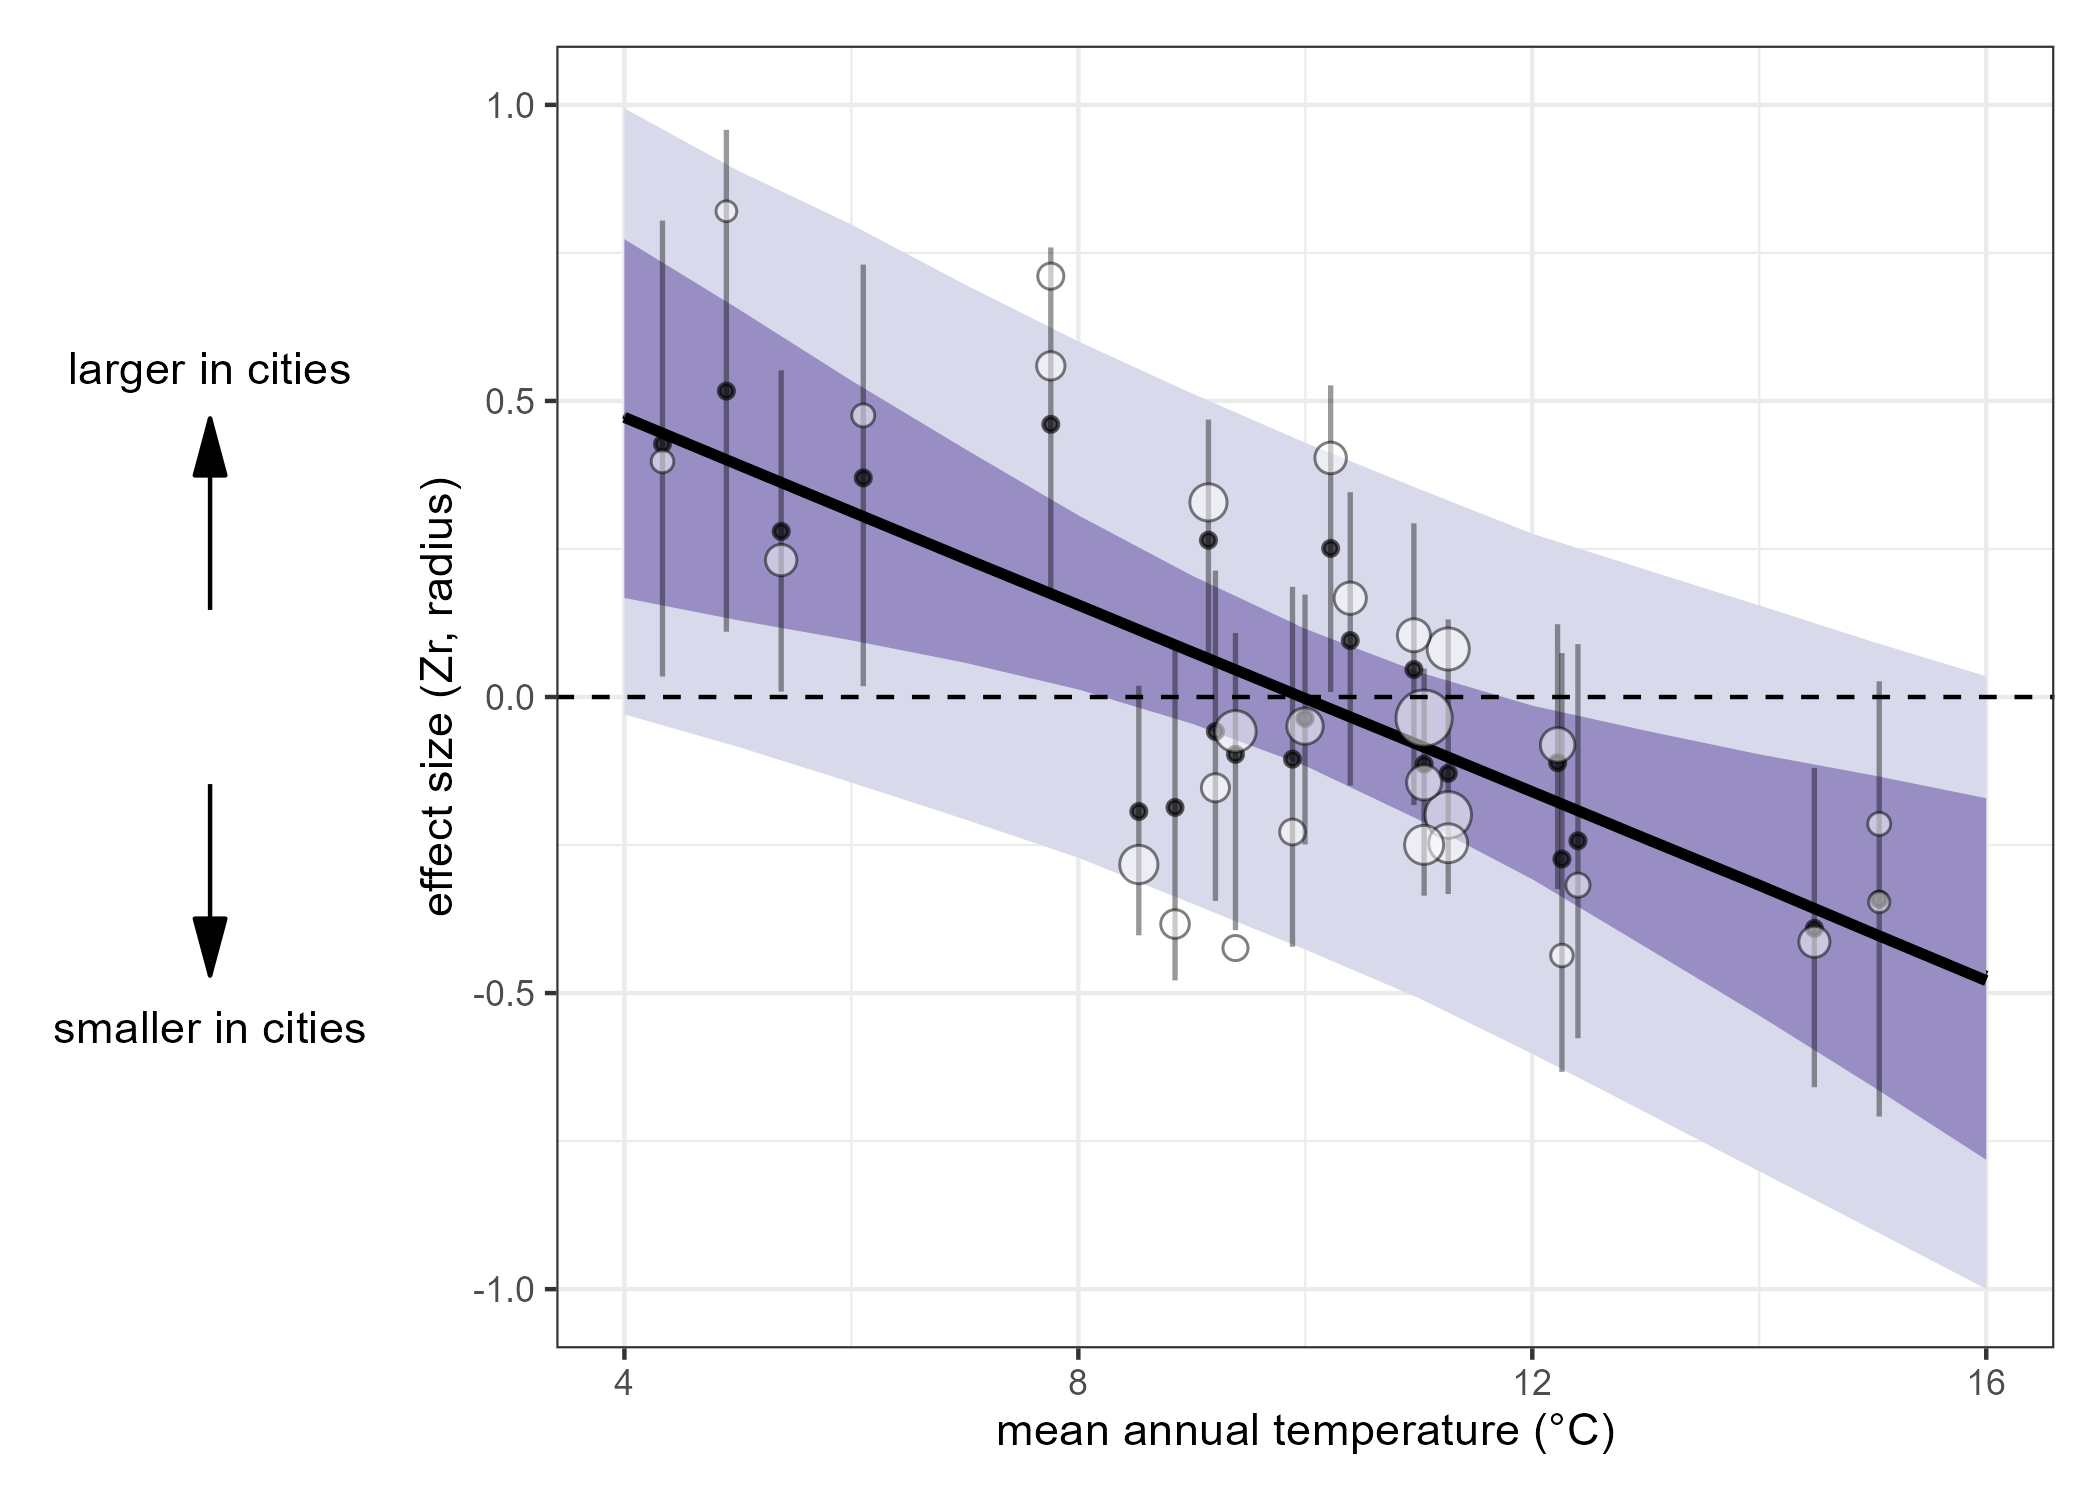 larger in cities
smaller in cities
effect size (Zr, radius)
1.0
0.5
0.0
-0.5
-1.0
4
8
12
16
mean annual temperature (°C)